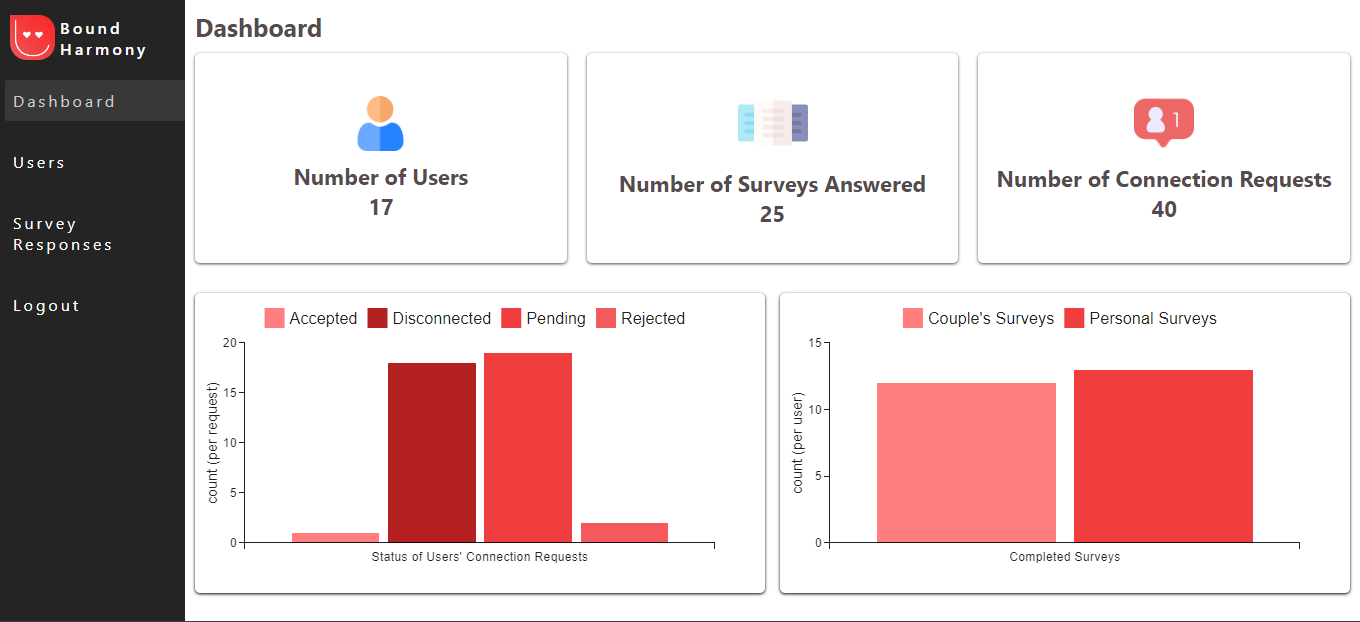 Bound
Harmony
Dashboard
Users
Survey
Responses
Logout
Dashboard
Number of Users
17
Number of Surveys Answered
25
1
Number of Connection Requests
40
Accepted Disconnected Pending Rejected
20
15
10
5
0
count (per request)
Status of Users' Connection Requests
Couple's Surveys Personal Surveys
15
10
5
0
count (per user)
Completed Surveys